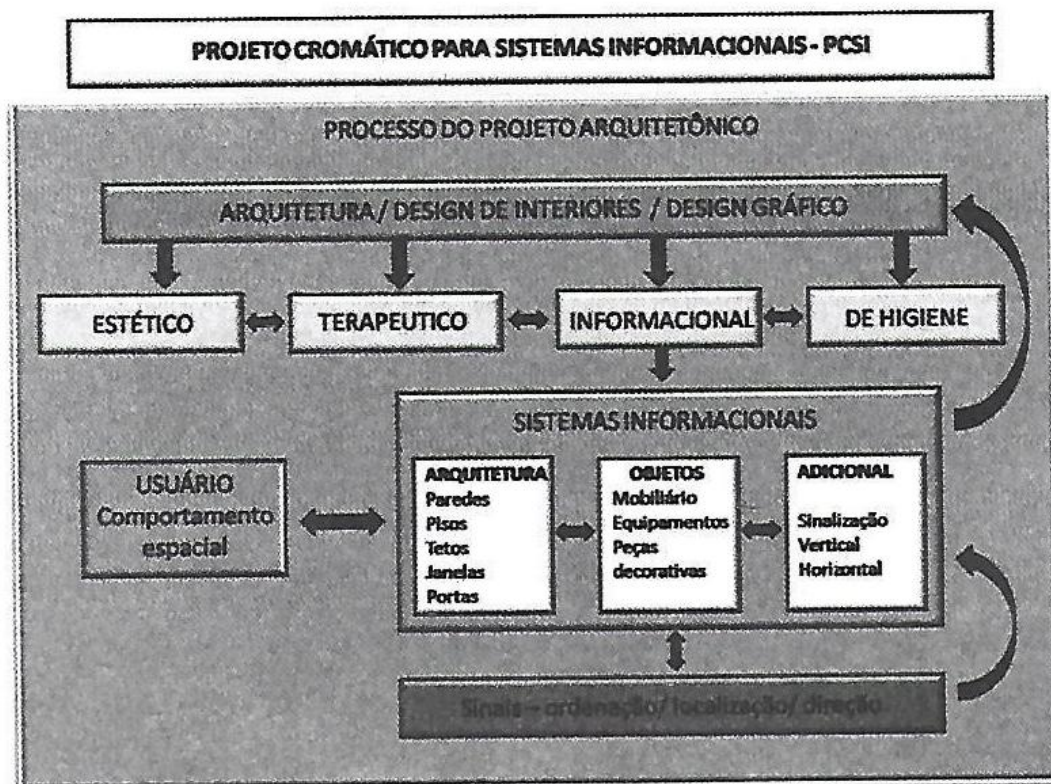 PROJETO CROMÁTICO PARA SISTEMAS INFORMACIONAIS - PCSI
PROCESSO DO PROJETO ARQUITETÔNICO
ARQUITETURA / DESIGN DE INTERIORES / DESIGN GRÁFICO
ESTÉTICO
TERAPEUTICO
INFORMACIONAL
DE HIGIENE
SISTEMAS INFORMACIONAIS
USUÁRIO
Comportamento
espacial
ARQUITETURA
Paredes
Pisos
Tetos
Janelas
Portas
OBJETOS
Mobiliário
Equipamentos
Peças
decorativas
ADICIONAL
Sinalização
Vertical
Horizontal
Sinais – ordenação/ localização/ direção